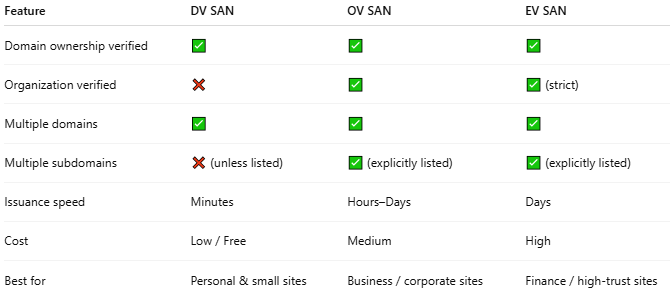 Feature DV SAN OV SAN EV SAN
Domain ownership verified ✅ ✅ ✅
Organization verified ❌ ✅ ✅ (strict)
Multiple domains ✅ ✅ ✅
Multiple subdomains ❌ (unless listed) ✅ (explicitly listed) ✅ (explicitly listed)
Issuance speed Minutes Hours–Days Days
Cost Low / Free Medium High
Best for Personal & small sites Business / corporate sites Finance / high-trust sites